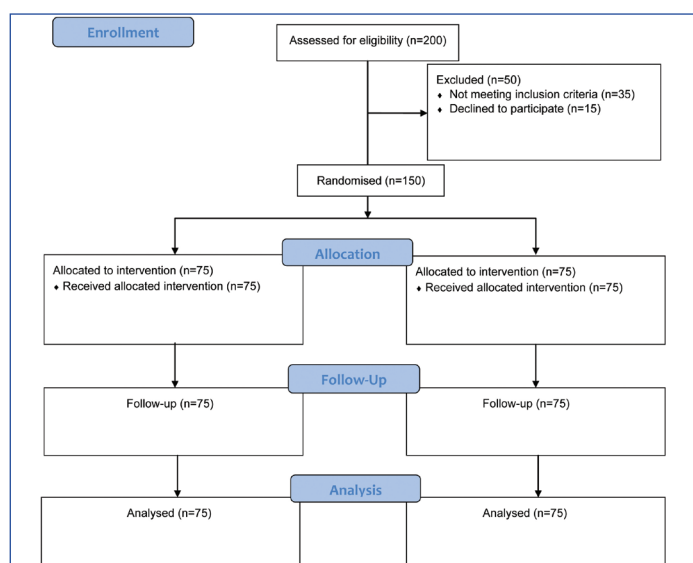 Enrollment
Assessed for eligibility (n=200)
Excluded (n=50)
♦ Not meeting inclusion criteria (n=35)
♦ Declined to participate (n=15)
Randomised (n=150)
Allocation
Allocated to intervention (n=75)
♦ Received allocated intervention (n=75)
Allocated to intervention (n=75)
♦ Received allocated intervention (n=75)
Follow-Up
Follow-up (n=75)
Follow-up (n=75)
Analysis
Analysed (n=75)
Analysed (n=75)